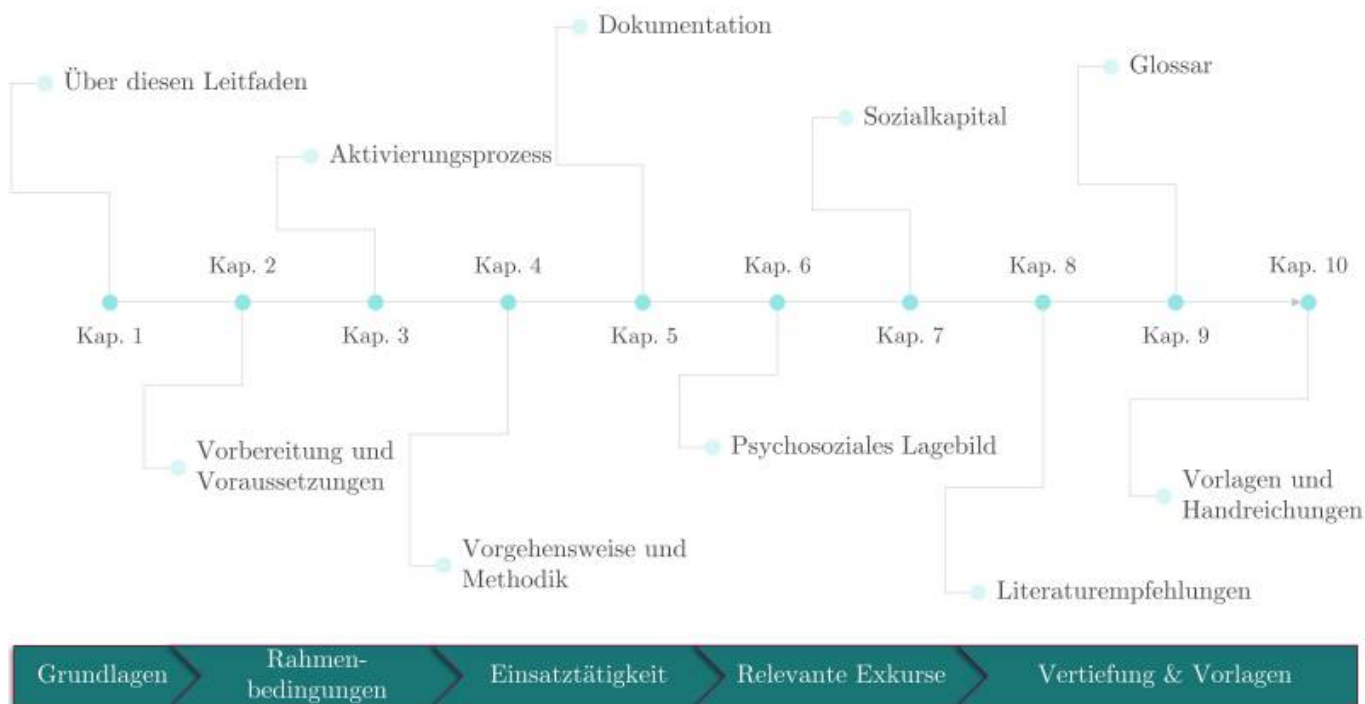 Dokumentation
Glossar
Über diesen Leitfaden
Sozialkapital
Aktivierungsprozess
Kap. 2
Kap. 4
Kap. 6
Kap. 8
Kap. 10
Kap. 1
Kap. 3
Kap. 5
Kap. 7
Kap. 9
Vorbereitung und
Voraussetzungen
Psychosoziales Lagebild
Vorlagen und
Handreichungen
Vorgehensweise und
Methodik
Literaturempfehlungen
Grundlagen
Rahmen-
bedingungen
Einsatztätigkeit
Relevante Exkurse
Vertiefung & Vorlagen